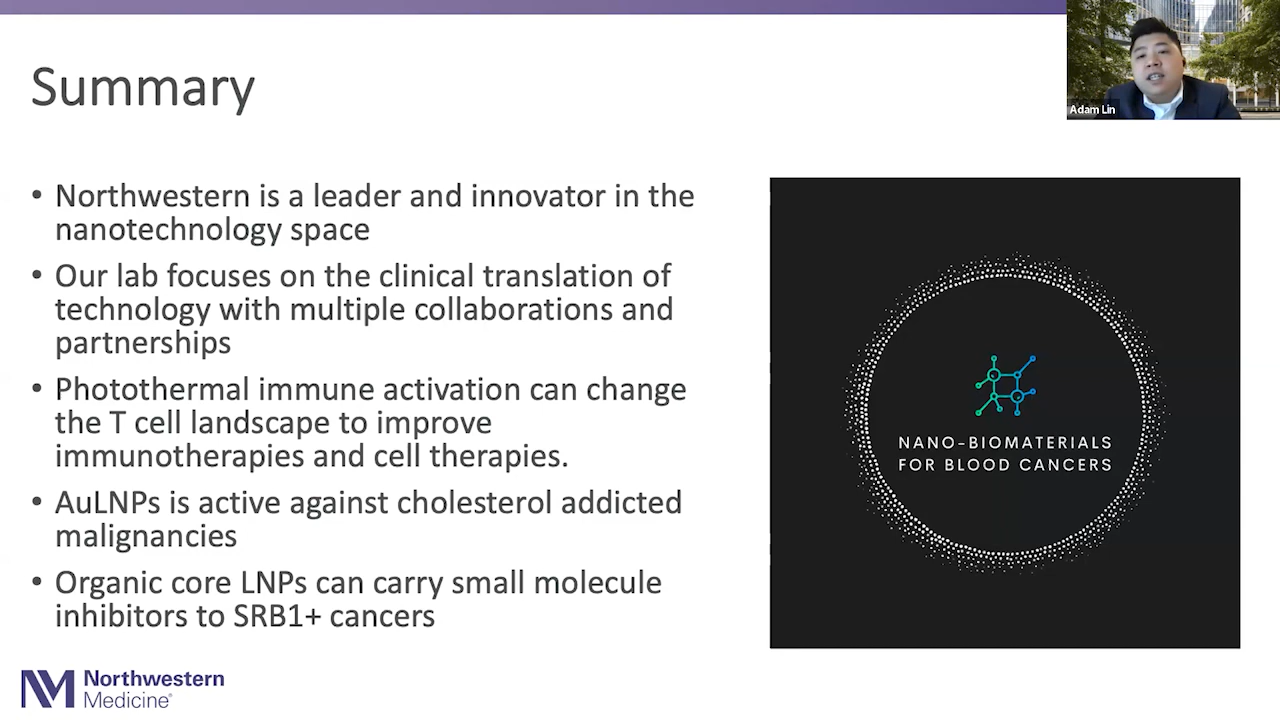 Summary
Adam Lin
• Northwestern is a leader and innovator in the
nanotechnology space
• Our lab focuses on the clinical translation of
technology with multiple collaborations and
partnerships
• Photothermal immune activation can change
the T cell landscape to improve
immunotherapies and cell therapies.
• AuLNPs is active against cholesterol addicted
malignancies
• Organic core LNPs can carry small molecule
inhibitors to SRB1+ cancers
NANO-BIOMATERIALS
FOR BLOOD CANCERS
NM Northwestern
Medicine®